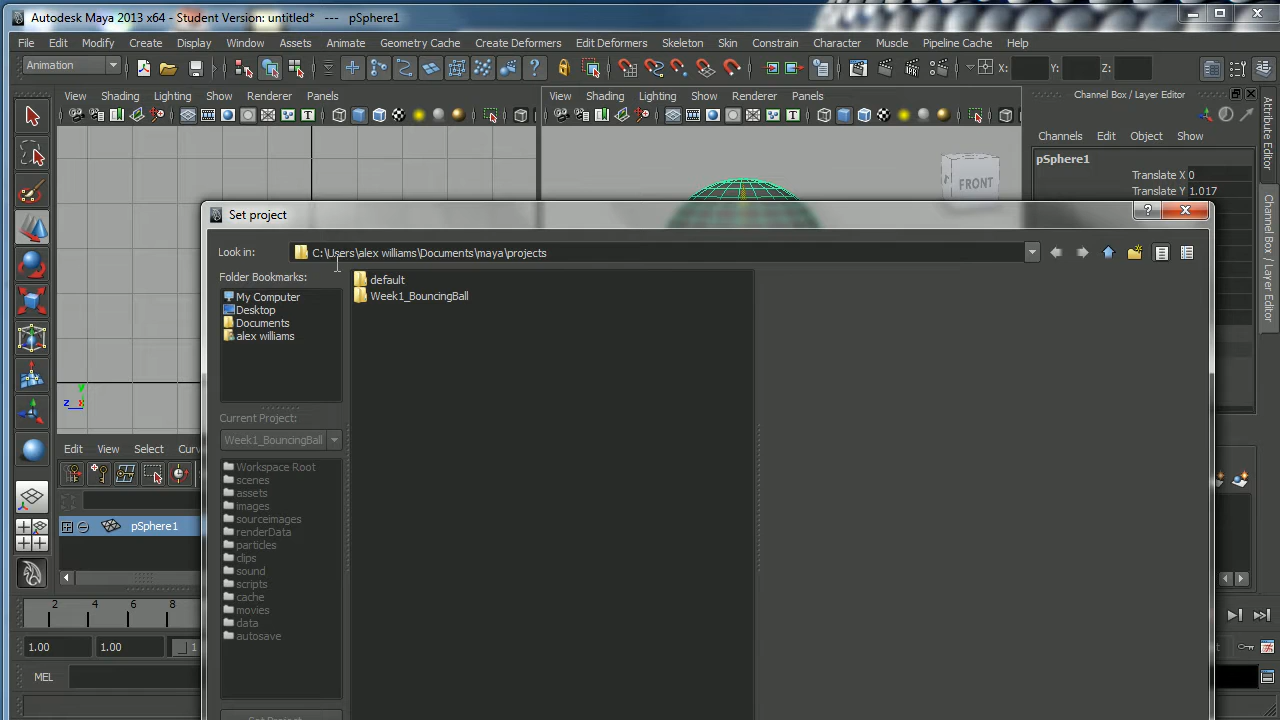 Autodesk Maya 2013 x64 - Student Version: untitled* --- pSphere1
File Edit Modify Create Display Window Assets Animate Geometry Cache Create Deformers Edit Deformers Skeleton Skin Constrain Character Muscle Pipeline Cache Help
Animation X: Y: Z:
View Shading Lighting Show Renderer Panels View Shading Lighting Show Renderer Panels Channel Box / Layer Editor
Channels Edit Object Show
pSphere1
Translate X 0
Translate Y 1.017
FRONT
Attribute Editor
Channel Box / Layer Editor
Set project
Look in: C:\Users\alex williams\Documents\maya\projects
Folder Bookmarks:
My Computer
Desktop
Documents
alex williams
default
Week1_BouncingBall
Current Project:
Week1_BouncingBall
Workspace Root
scenes
assets
images
sourceimages
renderData
particles
clips
sound
scripts
cache
movies
data
autosave
Set Project
z y x
Edit View Select Curv
pSphere1
2 4 6 8
1.00 1.00 1
MEL